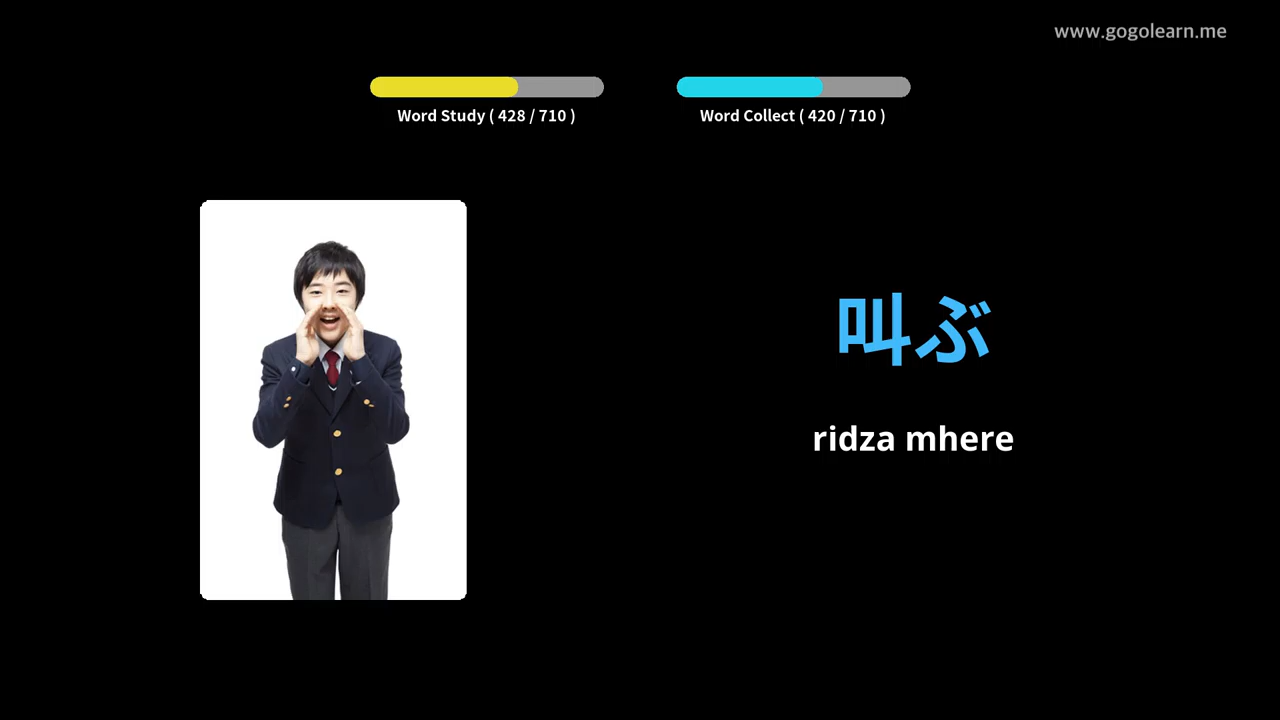 www.gogolearn.me
Word Study ( 428 / 710 )
Word Collect ( 420 / 710 )
叫ぶ
ridza mhere